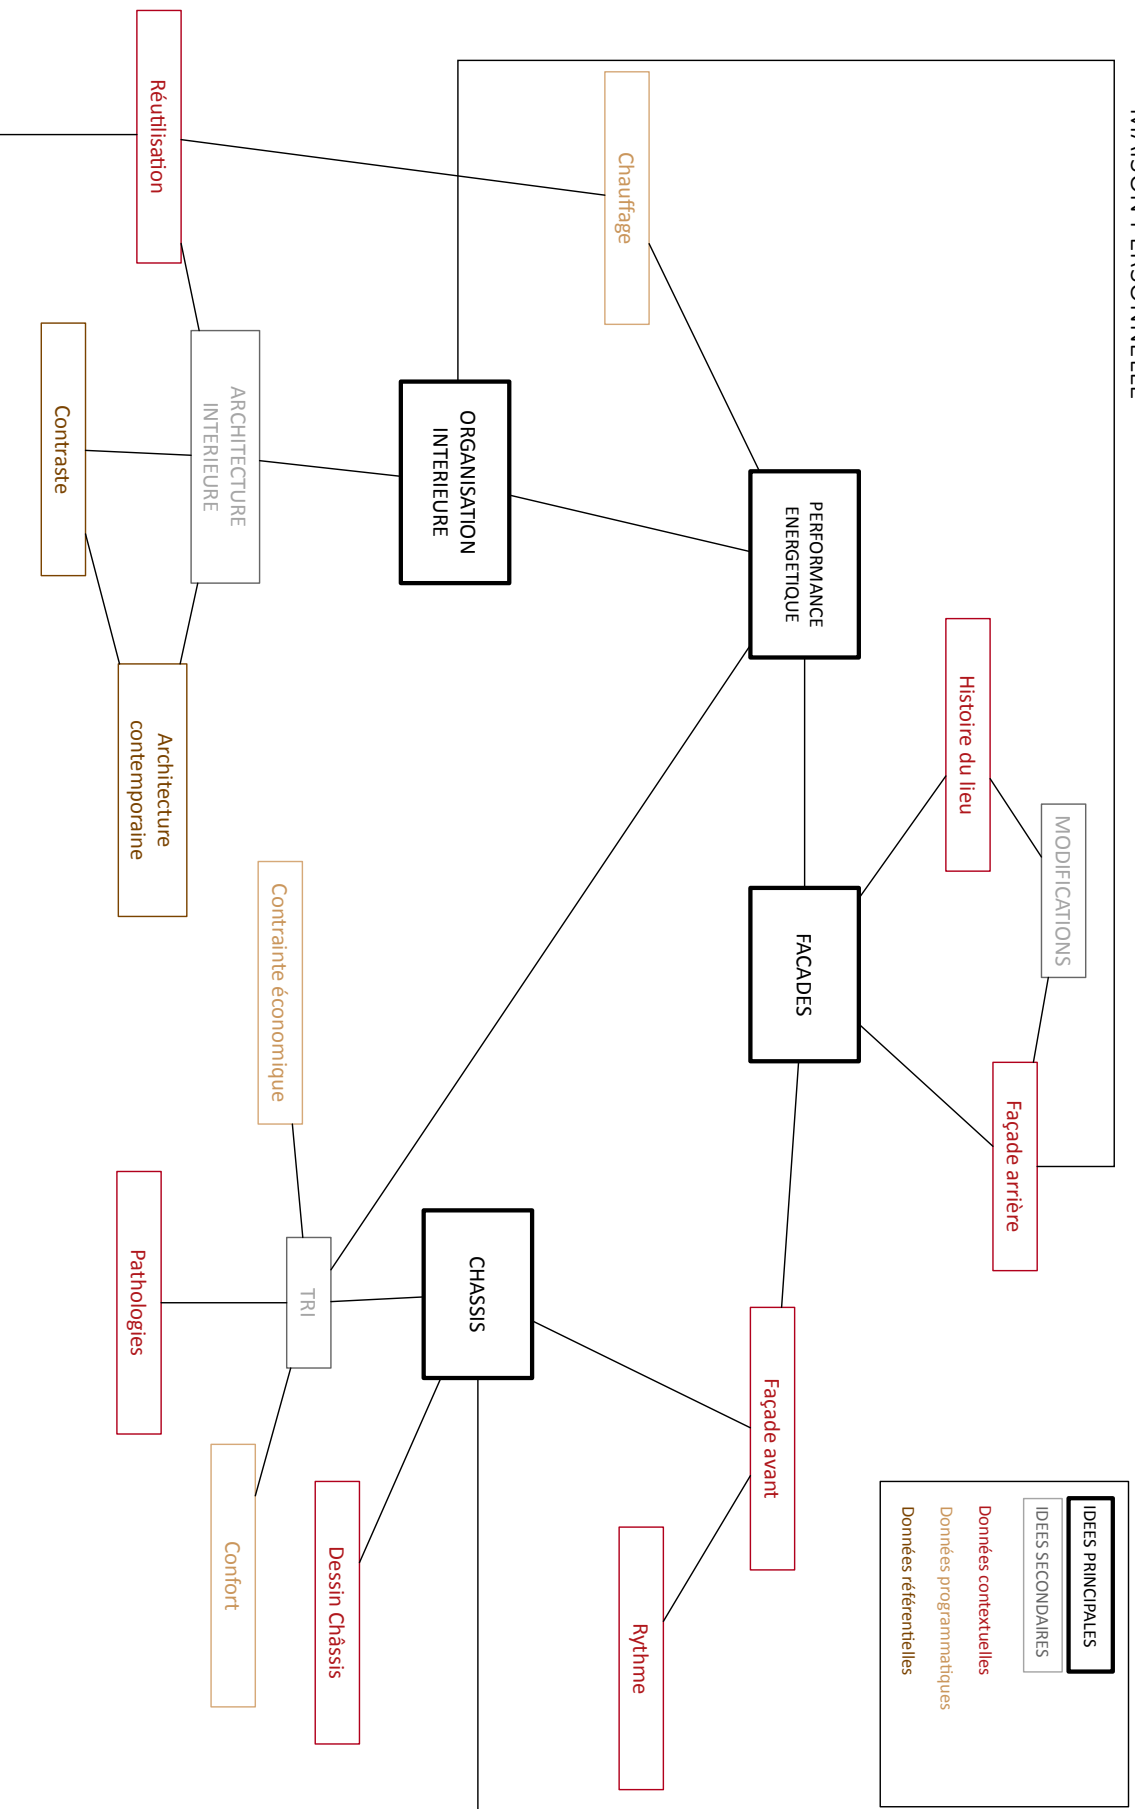 MAISON PERSONNELLE
MODIFICATIONS
Façade arrière
Histoire du lieu
IDEES PRINCIPALES
IDEES SECONDAIRES
Données contextuelles
Données programmatiques
Données référentielles
PERFORMANCE
ENERGETIQUE
FACADES
Façade avant
Chauffage
Rythme
ORGANISATION
INTERIEURE
CHASSIS
Dessin Châssis
TRI
Contrainte économique
Confort
ARCHITECTURE
INTERIEURE
Réutilisation
Architecture
contemporaine
Pathologies
Contraste